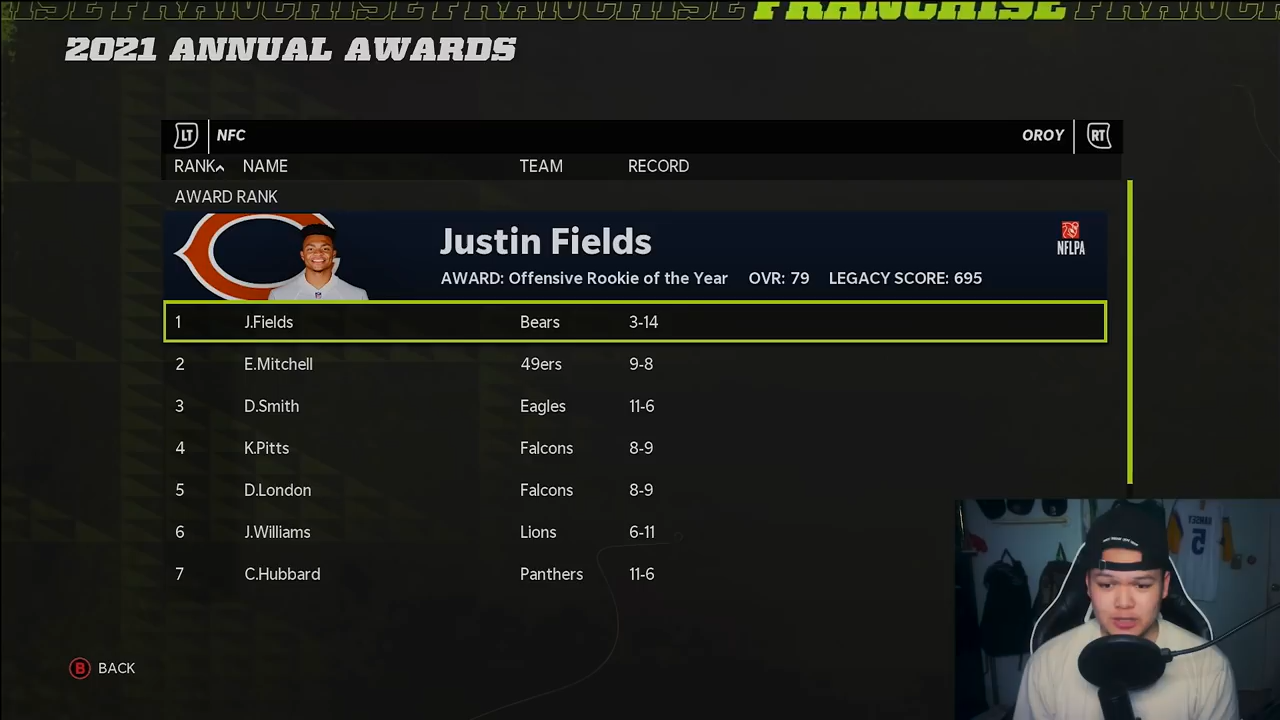 FRANCHISE FRANCHISE FRANCHISE FRANCHISE
2021 ANNUAL AWARDS
LT NFC OROY RT
RANK NAME TEAM RECORD
AWARD RANK
Justin Fields
NFLPA
AWARD: Offensive Rookie of the Year OVR: 79 LEGACY SCORE: 695
1 J.Fields Bears 3-14
2 E.Mitchell 49ers 9-8
3 D.Smith Eagles 11-6
4 K.Pitts Falcons 8-9
5 D.London Falcons 8-9
6 J.Williams Lions 6-11
7 C.Hubbard Panthers 11-6
RAMSEY
5
B BACK